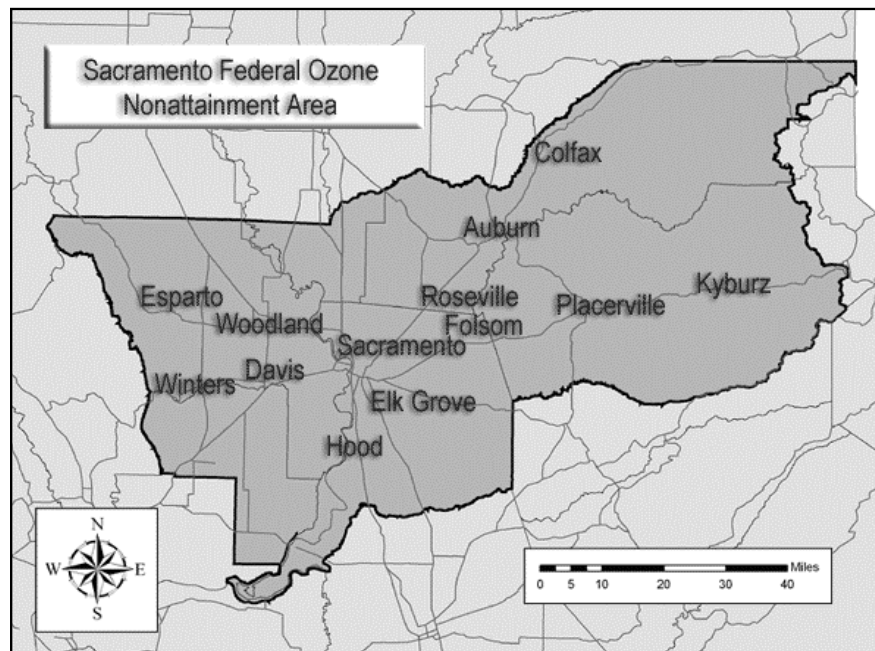 Sacramento Federal Ozone
Nonattainment Area
Colfax
Auburn
Kyburz
Esparto
Roseville
Placerville
Woodland
Folsom
Sacramento
Davis
Winters
Elk Grove
Hood
N
W E
S
Miles
0 5 10 20 30 40